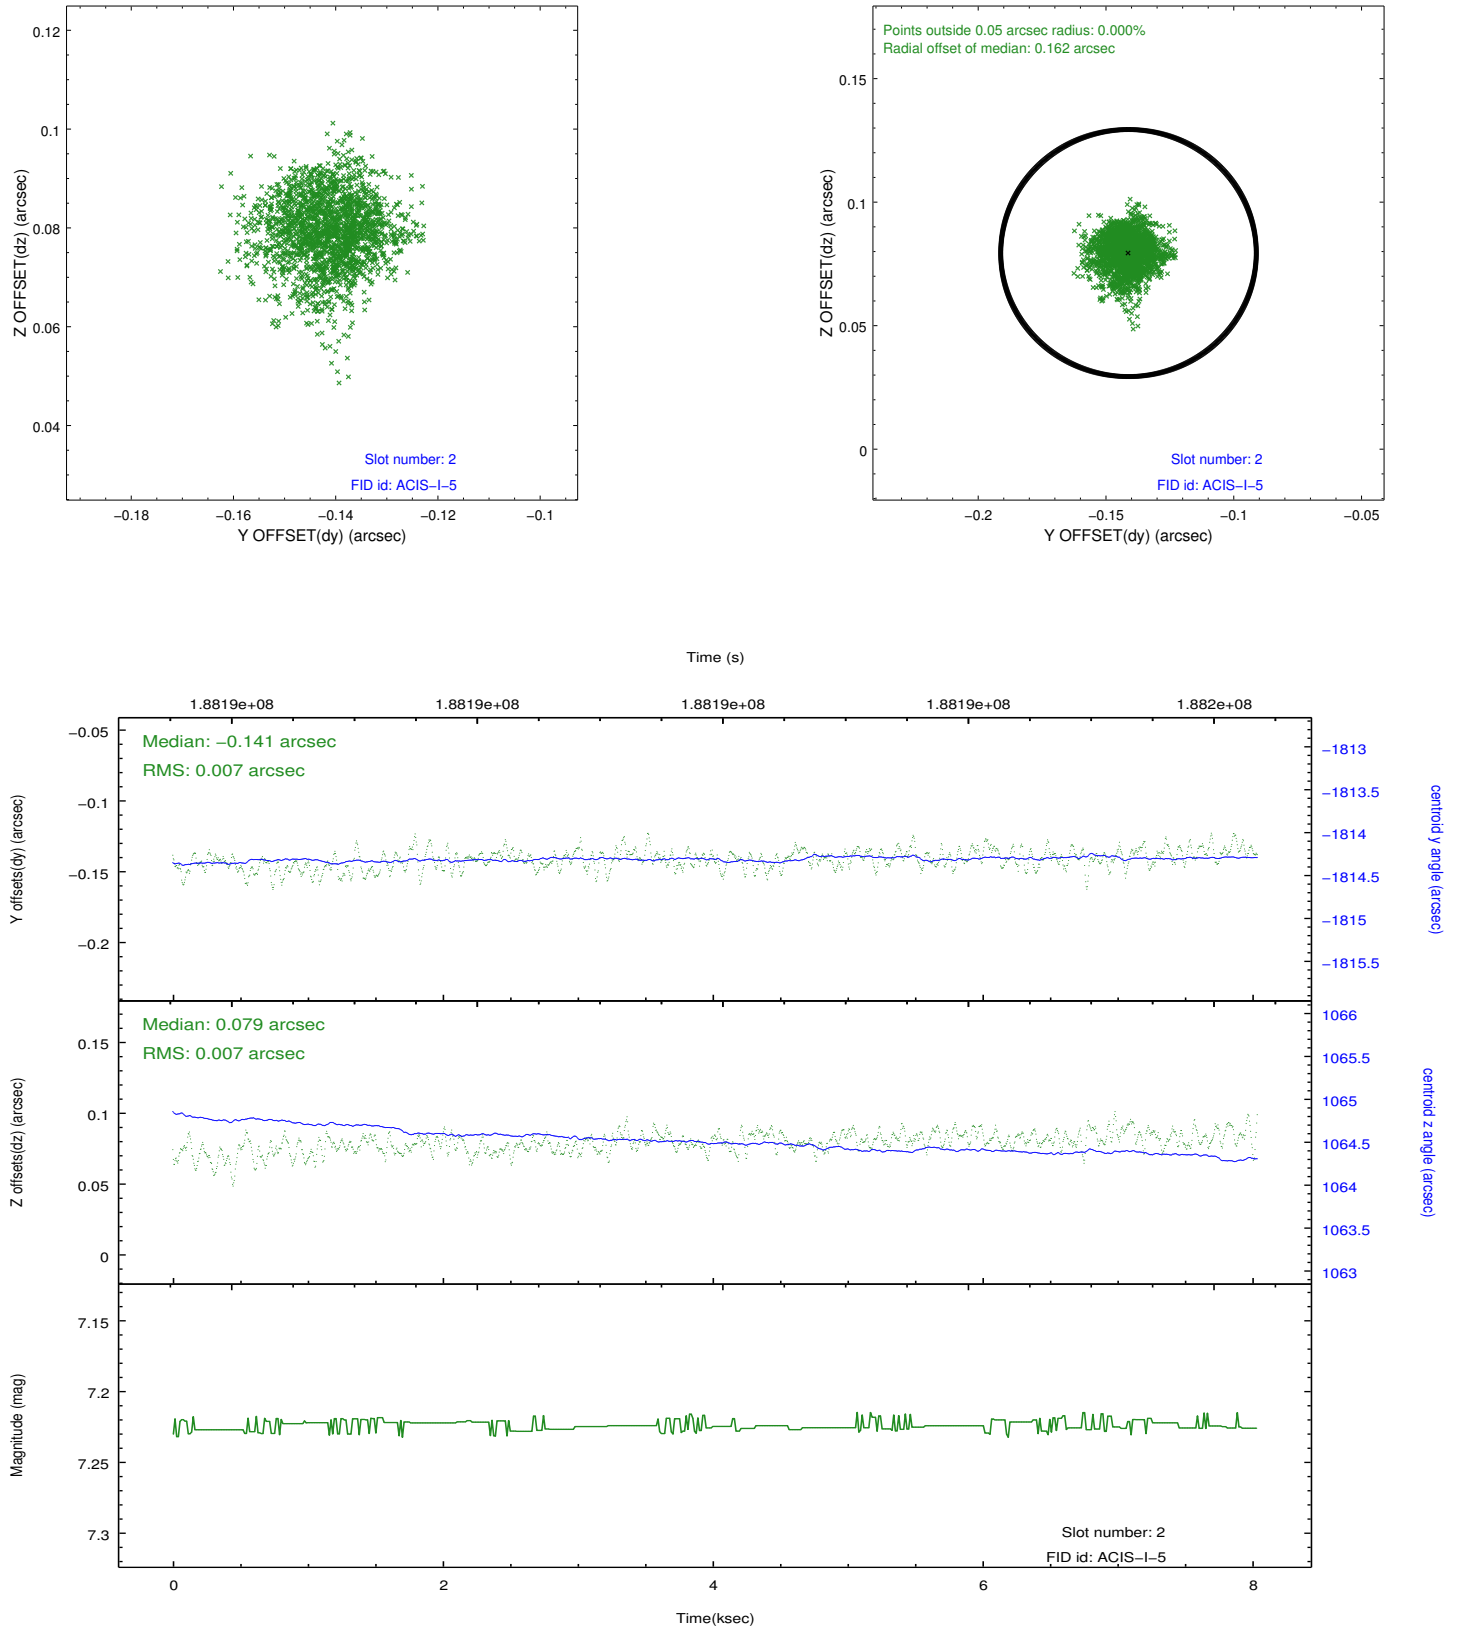 0.12
0.1
0.08
0.06
0.04
Z OFFSET(dz) (arcsec)
Slot number: 2
FID id: ACIS−I−5
−0.18
−0.16
−0.14
−0.12
−0.1
Y OFFSET(dy) (arcsec)
Points outside 0.05 arcsec radius: 0.000%
Radial offset of median: 0.162 arcsec
0.15
0.1
0.05
0
Z OFFSET(dz) (arcsec)
Slot number: 2
FID id: ACIS−I−5
−0.2
−0.15
−0.1
−0.05
Y OFFSET(dy) (arcsec)
Time (s)
1.8819e+08
1.8819e+08
1.8819e+08
1.8819e+08
1.882e+08
Median: −0.141 arcsec
RMS: 0.007 arcsec
−0.05
−0.1
−0.15
−0.2
Y offsets(dy) (arcsec)
−1813
−1813.5
−1814
−1814.5
−1815
−1815.5
centroid y angle (arcsec)
Median: 0.079 arcsec
RMS: 0.007 arcsec
0.15
0.1
0.05
0
Z offsets(dz) (arcsec)
1066
1065.5
1065
1064.5
1064
1063.5
1063
centroid z angle (arcsec)
7.15
7.2
7.25
7.3
Magnitude (mag)
Slot number: 2
FID id: ACIS−I−5
0
2
4
6
8
Time(ksec)